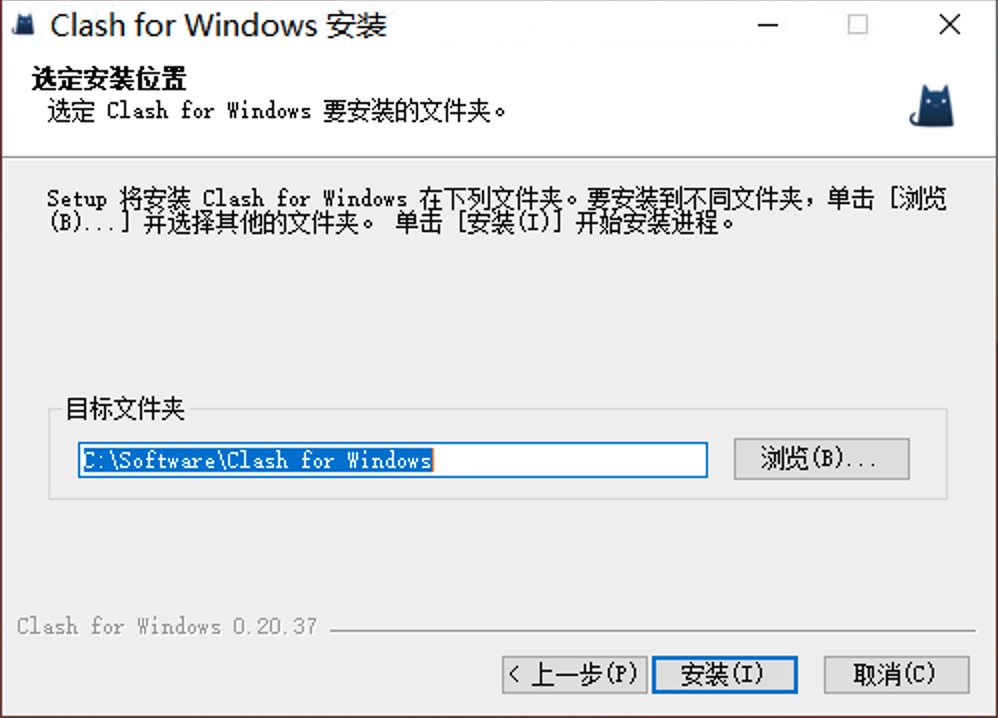 Clash for Windows 安装
选定安装位置
选定 Clash for Windows 要安装的文件夹。
Setup 将安装 Clash for Windows 在下列文件夹。要安装到不同文件夹，单击 [浏览
(B)...] 并选择其他的文件夹。 单击 [安装(I)] 开始安装进程。
目标文件夹
C:\Software\Clash for Windows
浏览(B)...
Clash for Windows 0.20.37
< 上一步(P)
安装(I)
取消(C)